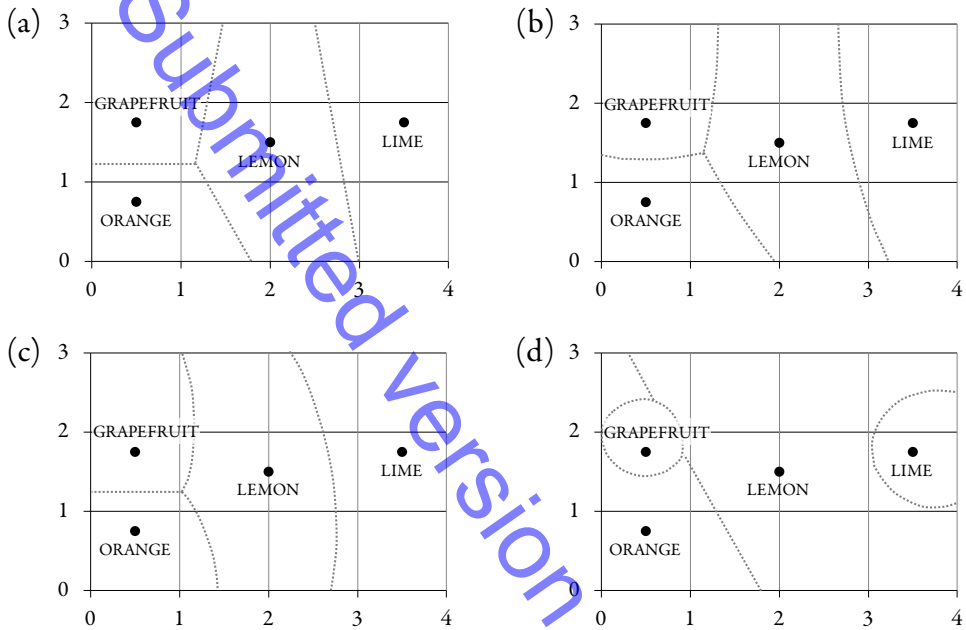 (a)
3
2
1
0
GRAPEFRUIT
LEMON
LIME
ORANGE
0 1 2 3 4
(b)
3
2
1
0
GRAPEFRUIT
LEMON
LIME
ORANGE
0 1 2 3 4
(c)
3
2
1
0
GRAPEFRUIT
LEMON
LIME
ORANGE
0 1 2 3 4
(d)
3
2
1
0
GRAPEFRUIT
LEMON
LIME
ORANGE
0 1 2 3 4
Submitted version